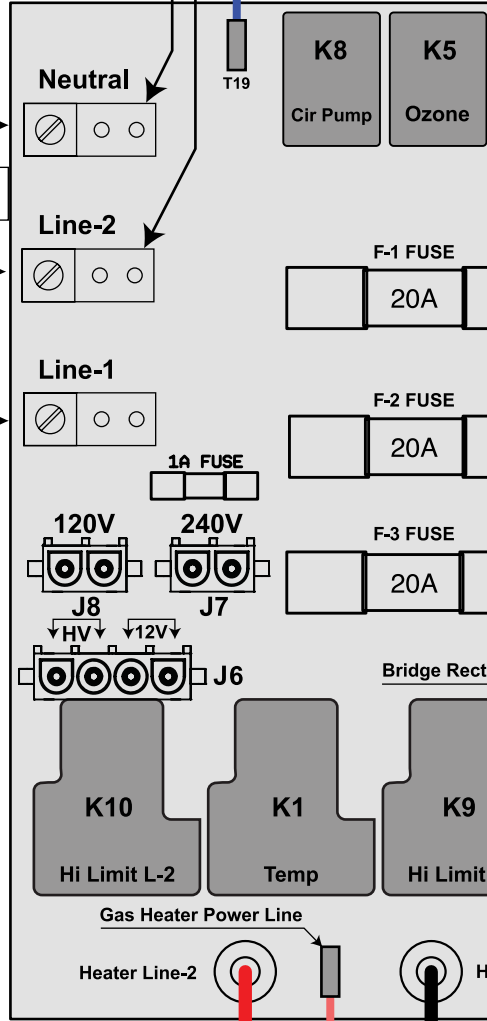 K8
K5
Neutral
T19
Cir Pump
Ozone
Line-2
F-1 FUSE
20A
Line-1
F-2 FUSE
20A
1A FUSE
120V
240V
F-3 FUSE
20A
J8
J7
HV
12V
J6
Bridge Rect
K10
K1
K9
Hi Limit L-2
Temp
Hi Limit
Gas Heater Power Line
Heater Line-2
H